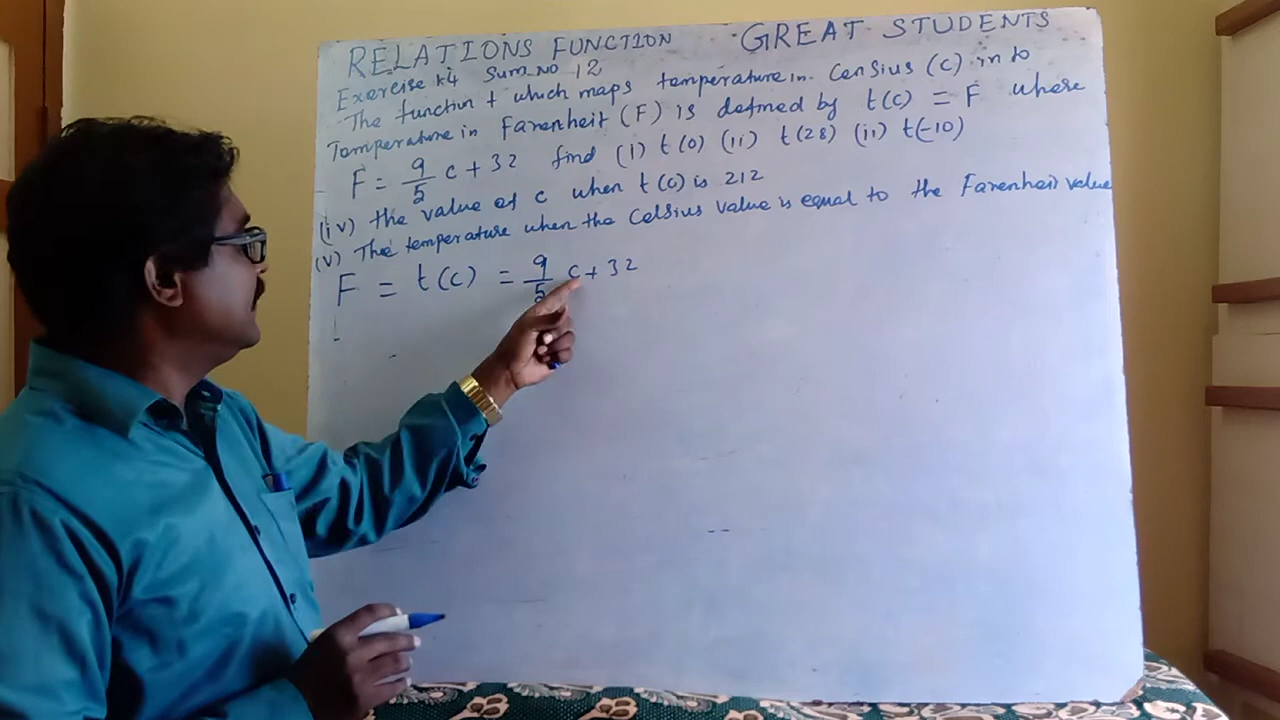 RELATIONS FUNCTION GREAT STUDENTS
Exercise 1.4 Sum NO 12
The function t which maps temperature in Censius (C) in to
Temperature in Farenheit (F) is defined by t(c) = F where
F = 9/5 c + 32 find (i) t(0) (ii) t(28) (ii) t(-10)
(iv) the value of c when t(c) is 212
(v) The temperature when the Celsius value is equal to the Farenheit value
F = t(c) = 9/5 c + 32